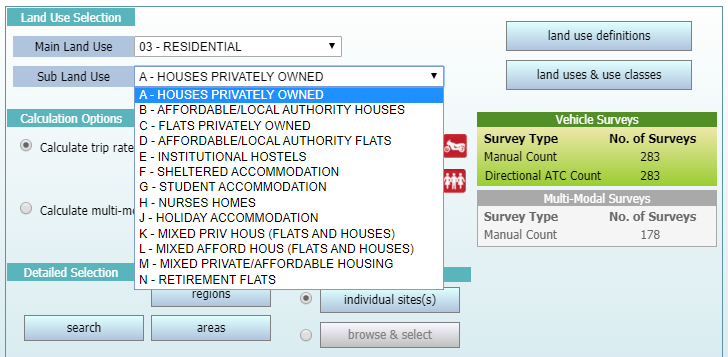 Land Use Selection
Main Land Use
03 - RESIDENTIAL
land use definitions
Sub Land Use
A - HOUSES PRIVATELY OWNED
land uses & use classes
A - HOUSES PRIVATELY OWNED
B - AFFORDABLE/LOCAL AUTHORITY HOUSES
C - FLATS PRIVATELY OWNED
D - AFFORDABLE/LOCAL AUTHORITY FLATS
E - INSTITUTIONAL HOSTELS
F - SHELTERED ACCOMMODATION
G - STUDENT ACCOMMODATION
H - NURSES HOMES
J - HOLIDAY ACCOMMODATION
K - MIXED PRIV HOUS (FLATS AND HOUSES)
L - MIXED AFFORD HOUS (FLATS AND HOUSES)
M - MIXED PRIVATE/AFFORDABLE HOUSING
N - RETIREMENT FLATS
Calculation Options
Calculate trip rate
Calculate multi-m
Vehicle Surveys
Survey Type No. of Surveys
Manual Count 283
Directional ATC Count 283
Multi-Modal Surveys
Survey Type No. of Surveys
Manual Count 178
Detailed Selection
regions
individual sites(s)
search
areas
browse & select